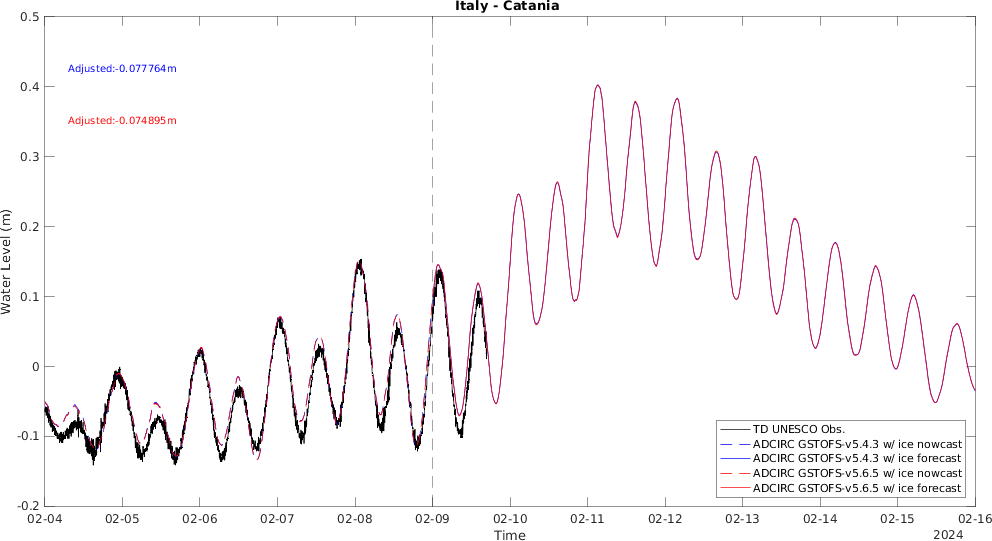 Italy - Catania
Adjusted:-0.077764m
Adjusted:-0.074895m
Water Level (m)
0.5
0.4
0.3
0.2
0.1
0
-0.1
-0.2
TD UNESCO Obs.
ADCIRC GSTOFS-v5.4.3 w/ ice nowcast
ADCIRC GSTOFS-v5.4.3 w/ ice forecast
ADCIRC GSTOFS-v5.6.5 w/ ice nowcast
ADCIRC GSTOFS-v5.6.5 w/ ice forecast
02-04 02-05 02-06 02-07 02-08 02-09 02-10 02-11 02-12 02-13 02-14 02-15 02-16
Time
2024